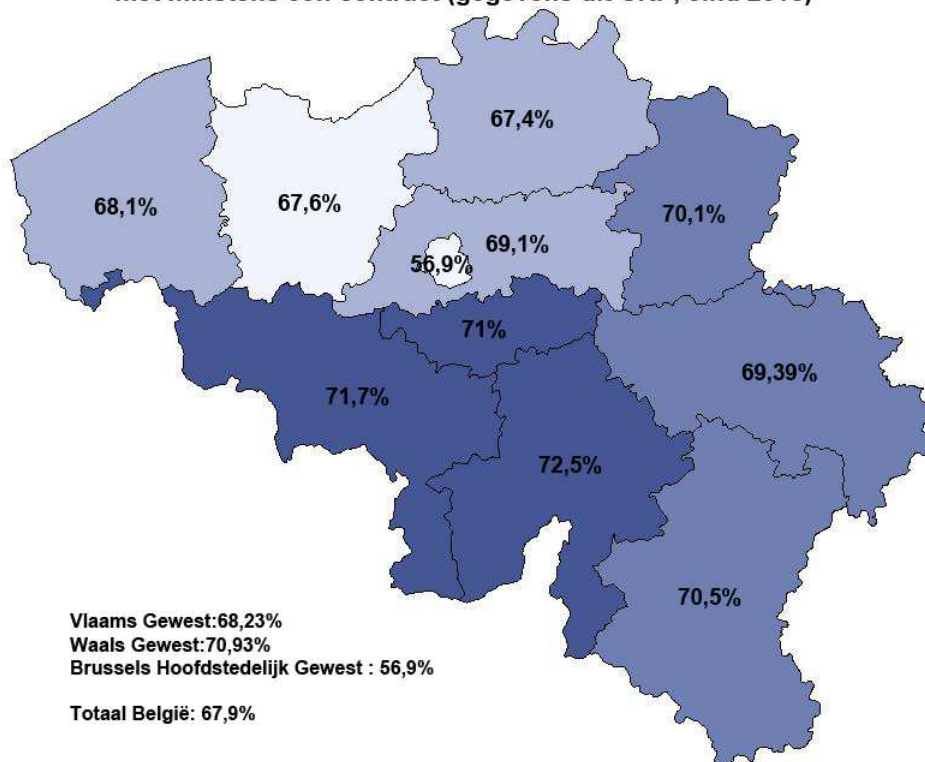 67,4%
68,1%
67,6%
70,1%
69,1%
56,9%
71%
69,39%
71,7%
72,5%
70,5%
Vlaams Gewest:68,23%
Waals Gewest:70,93%
Brussels Hoofdstedelijk Gewest : 56,9%
Totaal België: 67,9%